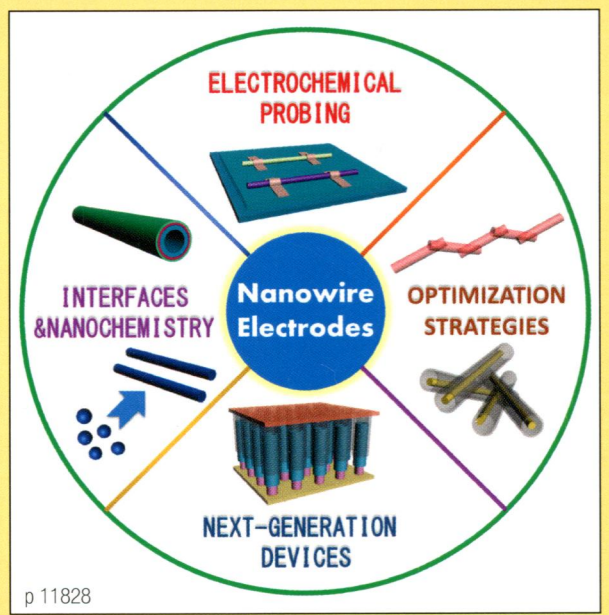 ELECTROCHEMICAL
PROBING
INTERFACES
&NANOCHEMISTRY
Nanowire
Electrodes
OPTIMIZATION
STRATEGIES
NEXT-GENERATION
DEVICES
p 11828